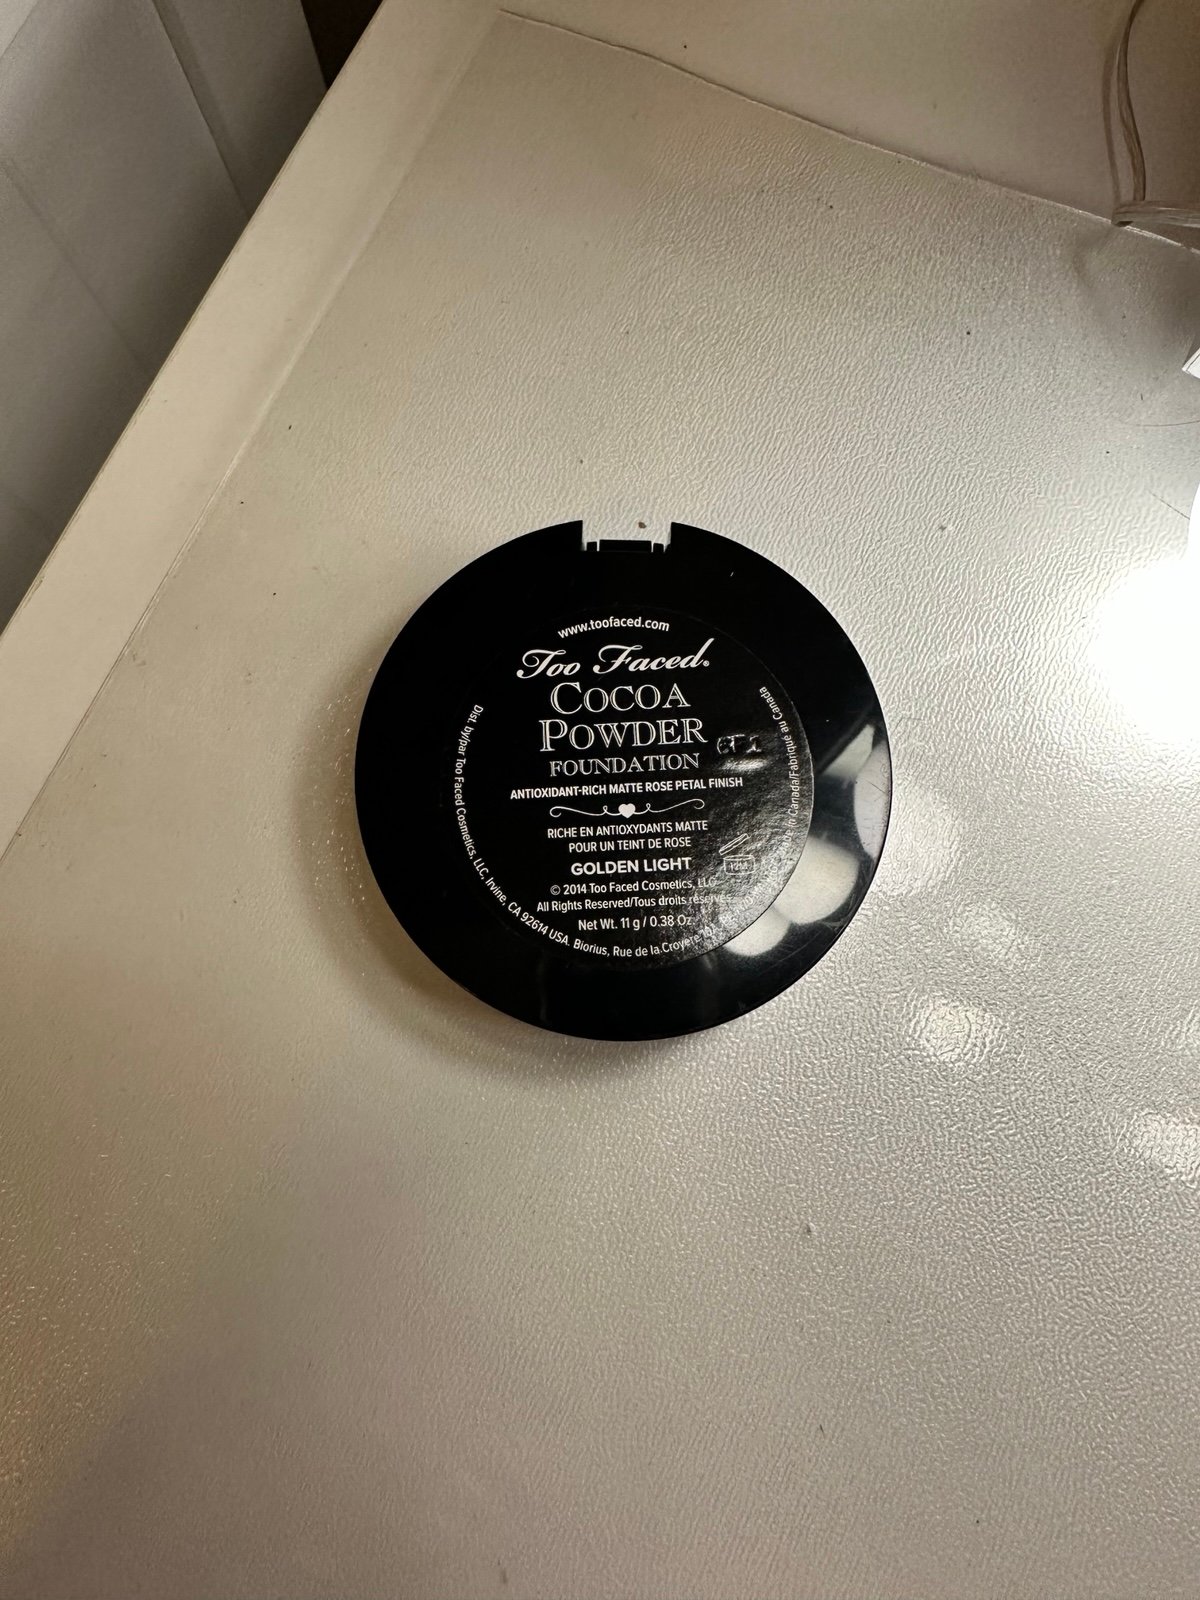 www.toofaced.com
Too Faced.
COCOA
POWDER
FOUNDATION
ANTIOXIDANT-RICH MATTE ROSE PETAL FINISH
RICHE EN ANTIOXYDANTS MATTE
POUR UN TEINT DE ROSE
GOLDEN LIGHT
© 2014 Too Faced Cosmetics, LLC
All Rights Reserved/Tous droits réservés
Net Wt. 11 g / 0.38 Oz.
12M
Dist. by/par Too Faced Cosmetics, LLC, Irvine, CA 92614 USA. Biorius, Rue de la Croyere
in Canada/Fabriqué au Canada